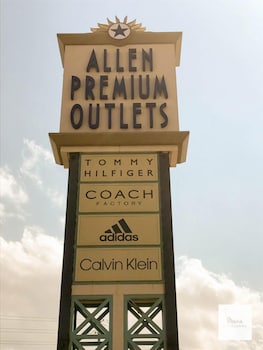 ALLEN
PREMIUM
OUTLETS
TOMMY
HILFIGER
COACH
FACTORY
adidas
Calvin Klein